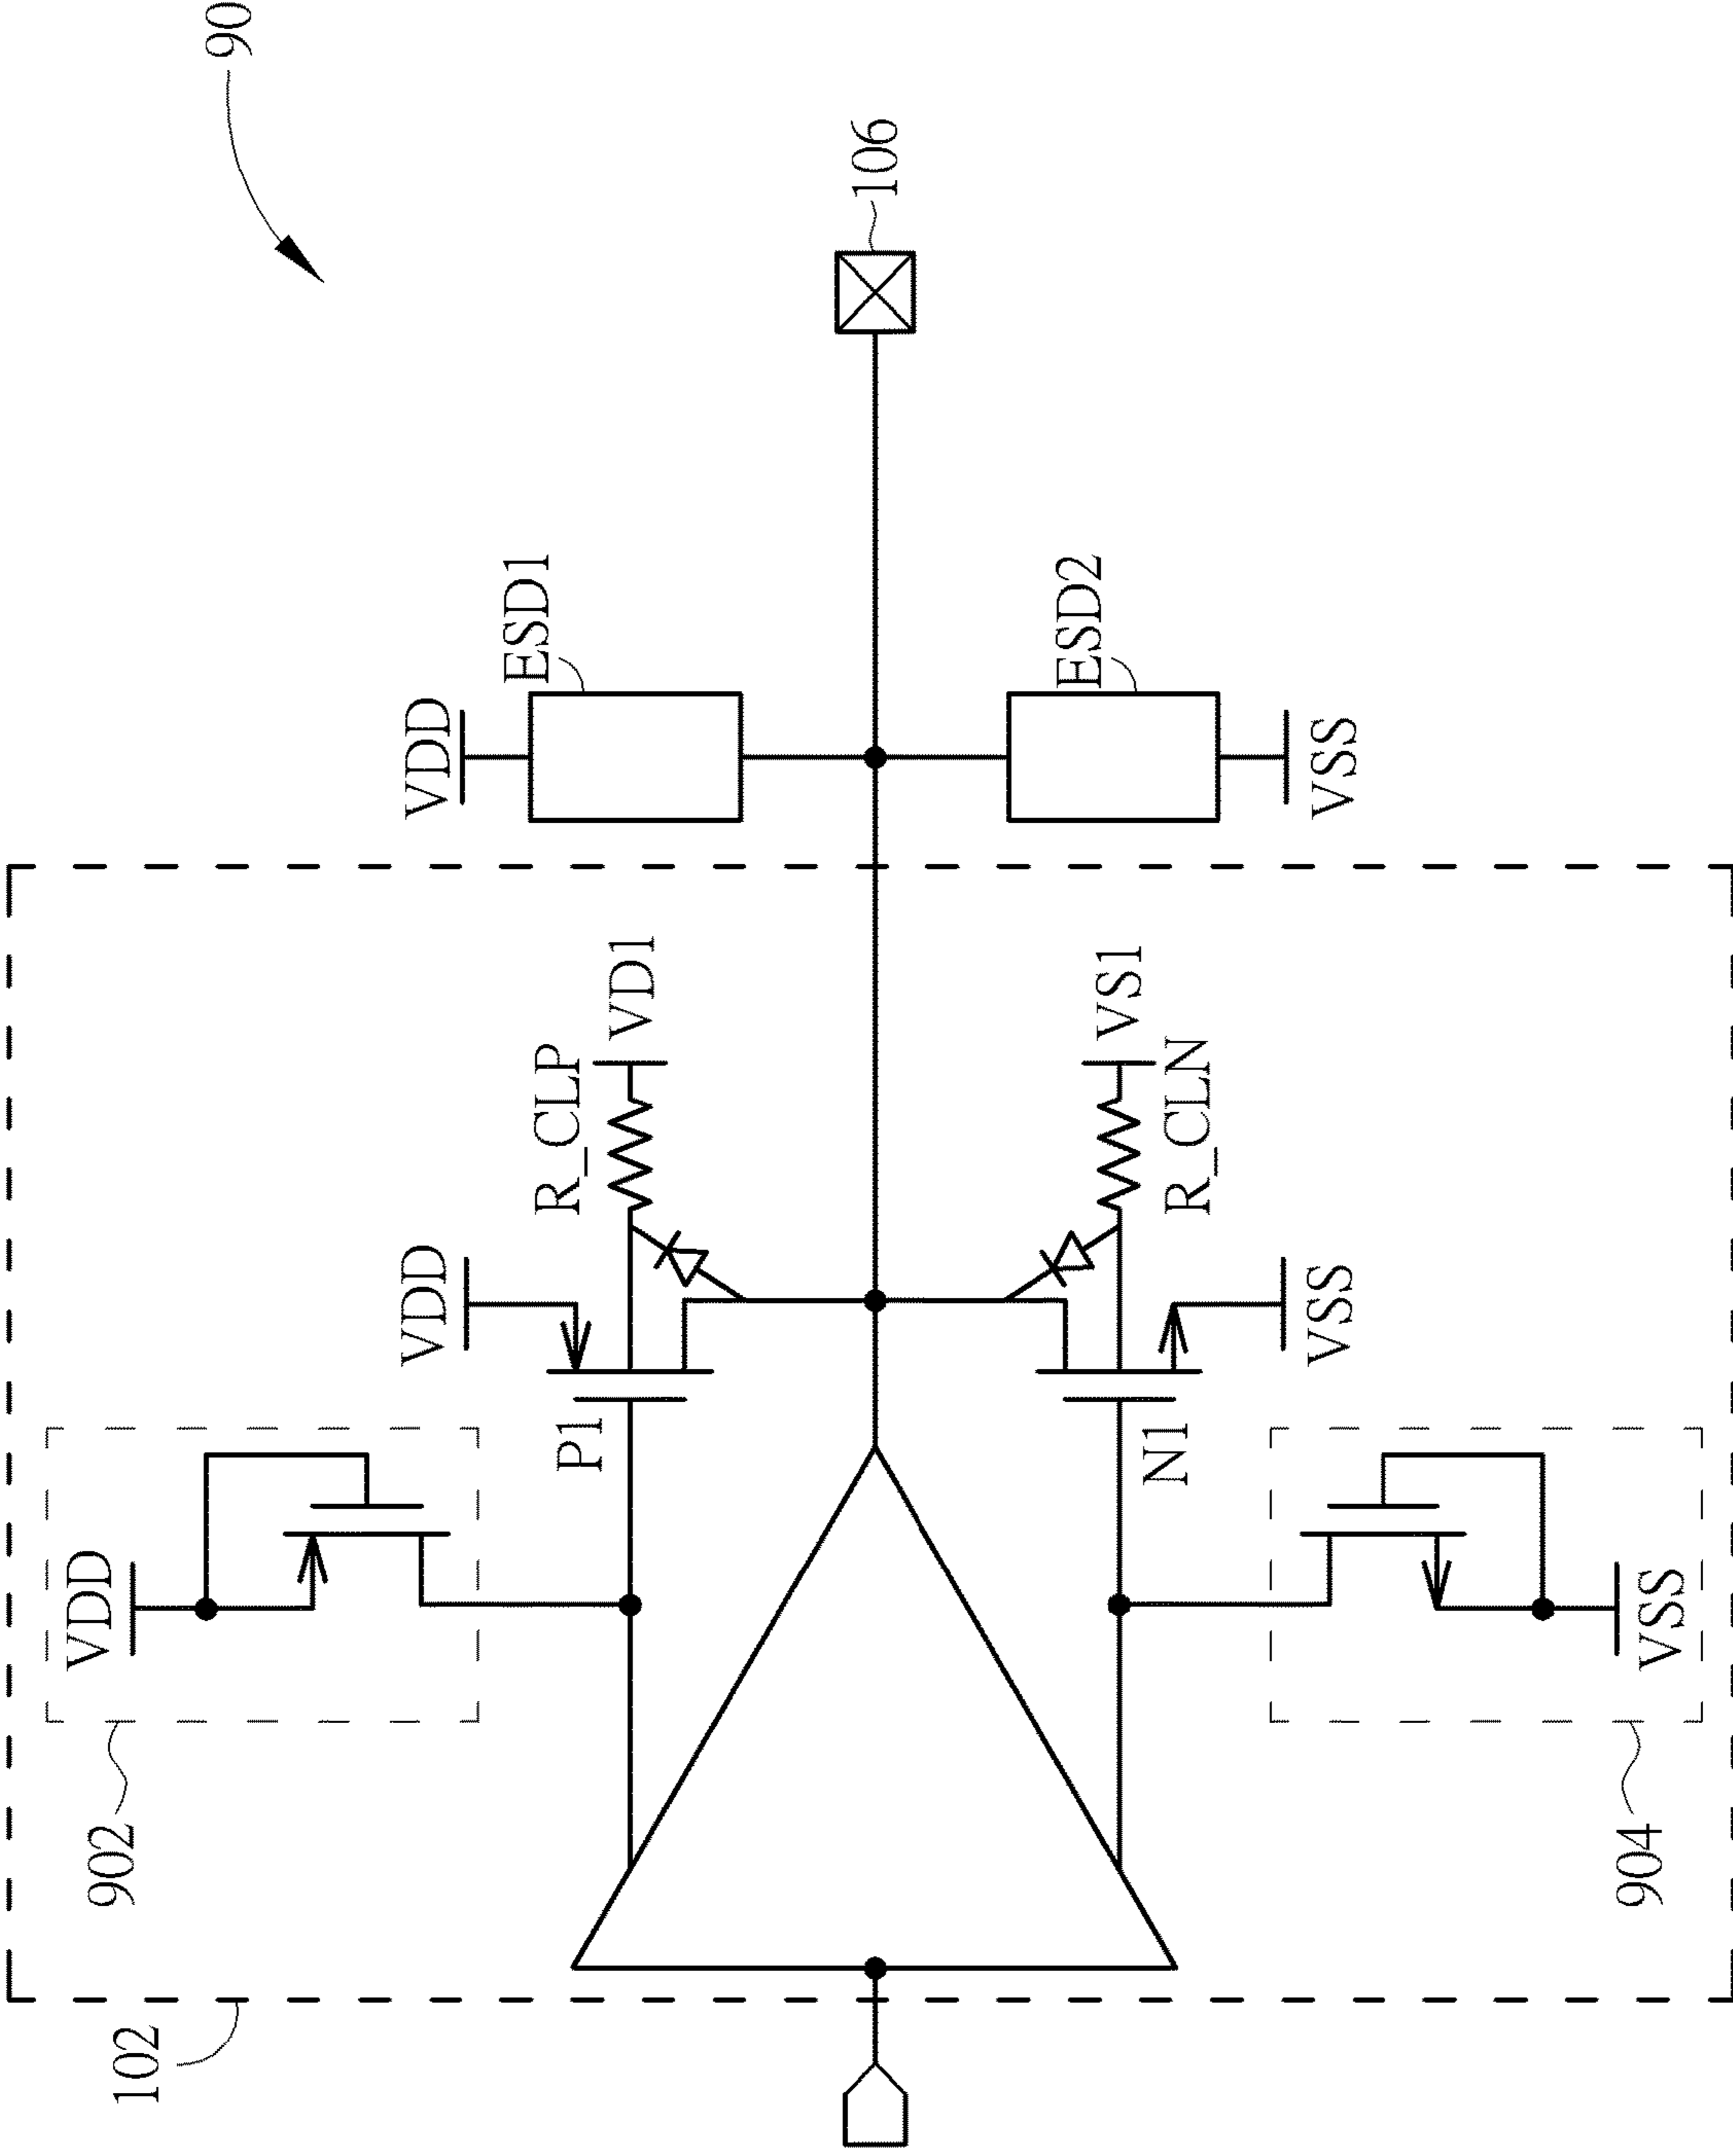 90
106
ESD1
ESD2
VDD
VSS
VD1
VS1
R_CLP
R_CLN
VDD
VSS
P1
N1
VDD
VSS
902
904
102